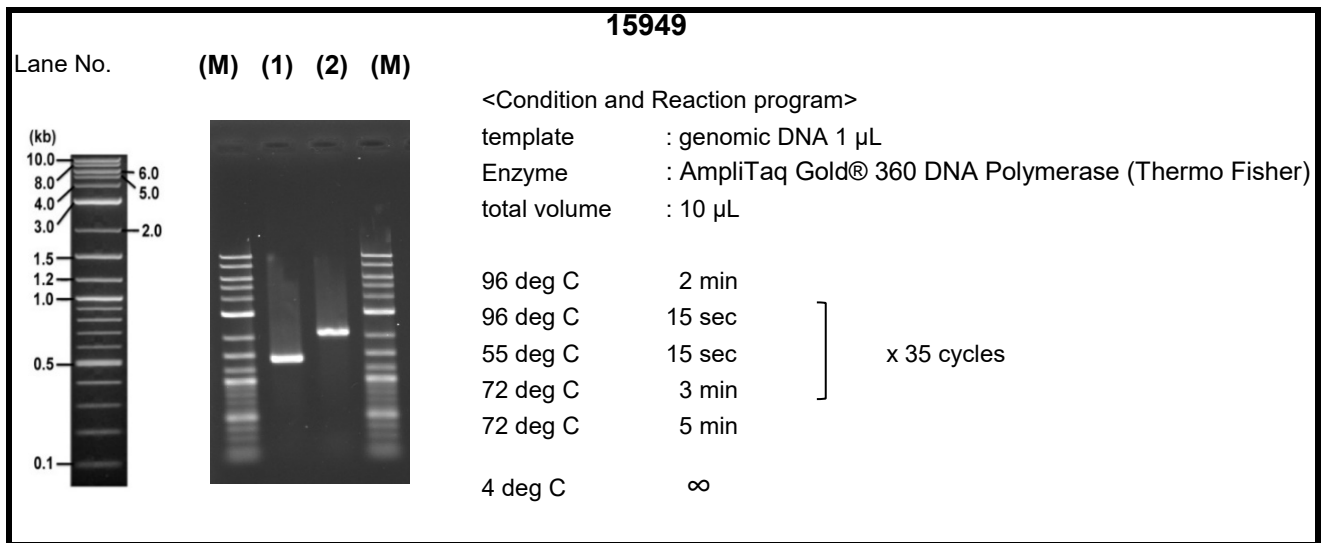 15949
Lane No. (M) (1) (2) (M)
<Condition and Reaction program>
template : genomic DNA 1 µL
Enzyme : AmpliTaq Gold® 360 DNA Polymerase (Thermo Fisher)
total volume : 10 µL
96 deg C 2 min
96 deg C 15 sec
55 deg C 15 sec x 35 cycles
72 deg C 3 min
72 deg C 5 min
4 deg C ∞
(kb)
10.0
6.0
8.0
5.0
4.0
3.0
2.0
1.5
1.2
1.0
0.5
0.1